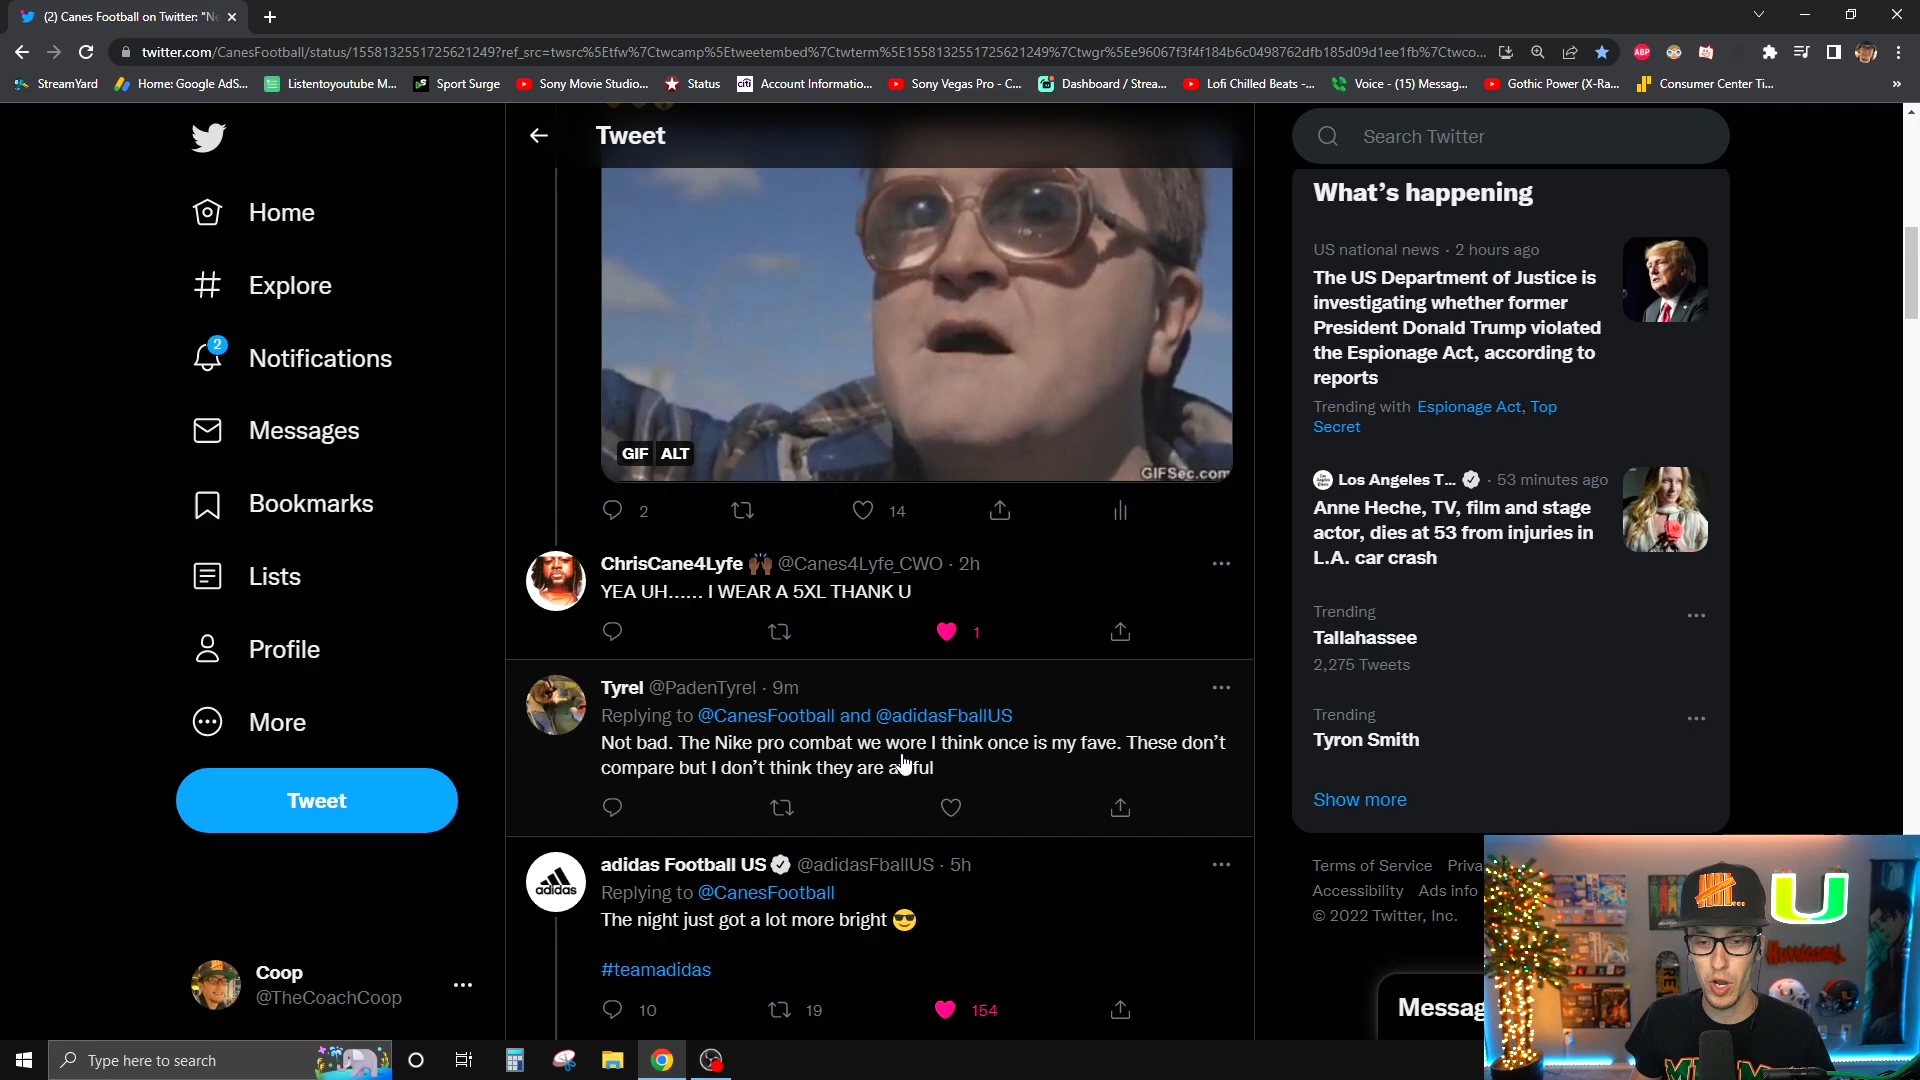 (2) Canes Football on Twitter: "Ne
twitter.com/CanesFootball/status/1558132551725621249?ref_src=twsrc%5Etfw%7Ctwcamp%5Etweetembed%7Ctwterm%5E1558132551725621249%7Ctwgr%5Ee96067f3f4f184b6c0498762dfb185d09d1ee1fb%7Ctwco...
ABP
StreamYard
Home: Google AdS...
Listentoyoutube M...
Sport Surge
Sony Movie Studio...
Status
citi Account Informatio...
Sony Vegas Pro - C...
Dashboard / Strea...
Lofi Chilled Beats -...
Voice - (15) Messag...
Gothic Power (X-Ra...
Consumer Center Ti...
»
Home
Explore
2
Notifications
Messages
Bookmarks
Lists
Profile
More
Tweet
Coop
@TheCoachCoop
Tweet
GIF ALT
GIFSec.com
2 14
ChrisCane4Lyfe 🙌🏾 @Canes4Lyfe_CWO · 2h
YEA UH...... I WEAR A 5XL THANK U
1
Tyrel @PadenTyrel · 9m
Replying to @CanesFootball and @adidasFballUS
Not bad. The Nike pro combat we wore I think once is my fave. These don't
compare but I don't think they are a ful
adidas
adidas Football US @adidasFballUS · 5h
Replying to @CanesFootball
The night just got a lot more bright 😎
#teamadidas
10 19 154
Search Twitter
What's happening
US national news · 2 hours ago
The US Department of Justice is
investigating whether former
President Donald Trump violated
the Espionage Act, according to
reports
Trending with Espionage Act, Top
Secret
Los Angeles T... · 53 minutes ago
Anne Heche, TV, film and stage
actor, dies at 53 from injuries in
L.A. car crash
Trending
Tallahassee
2,275 Tweets
Trending
Tyron Smith
Show more
Terms of Service Priva
Accessibility Ads info
© 2022 Twitter, Inc.
Messag
U
Hurricanes
Type here to search